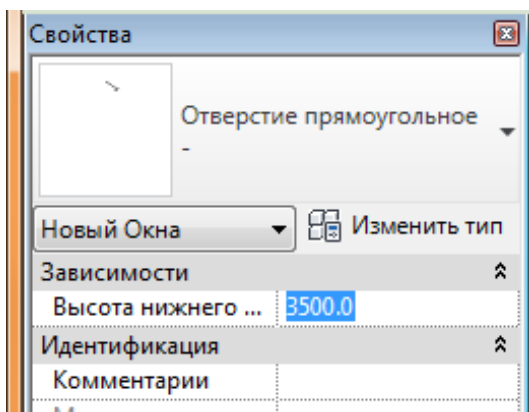 Свойства
Отверстие прямоугольное
-
Новый Окна
Изменить тип
Зависимости
Высота нижнего ... 3500.0
Идентификация
Комментарии